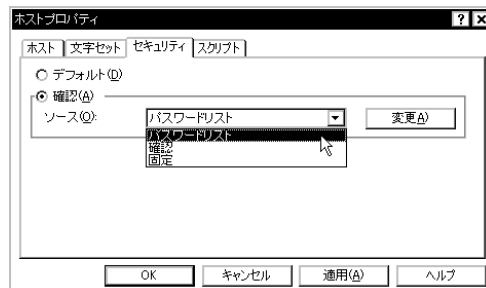 ホストプロパティ
ホスト 文字セット セキュリティ スクリプト
デフォルト(D)
確認(A)
ソース(O): パスワードリスト 変更A)
パスワードリスト
確認
固定
OK キャンセル 適用(A) ヘルプ